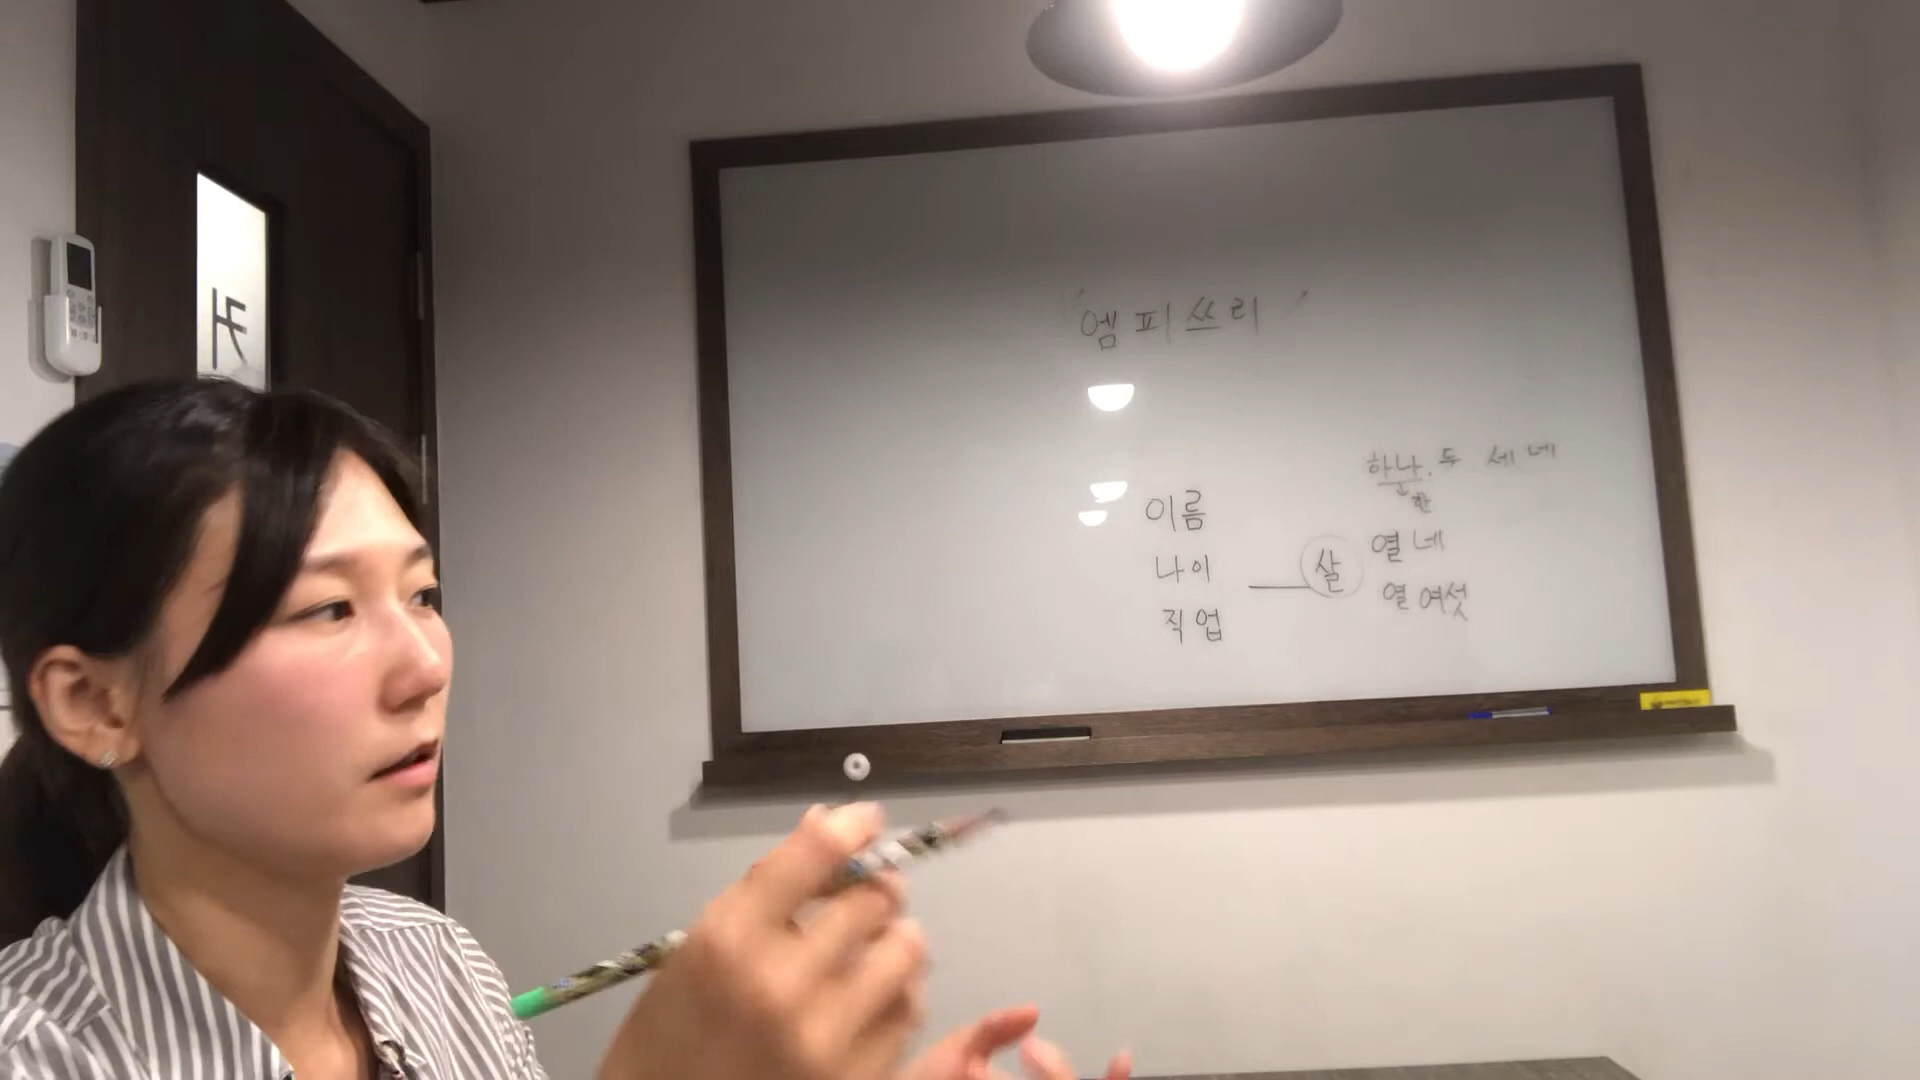 " 엠피쓰리 "
하나. 두 세 네
한
이름
나이 — 살
직업
열 네
열 여섯